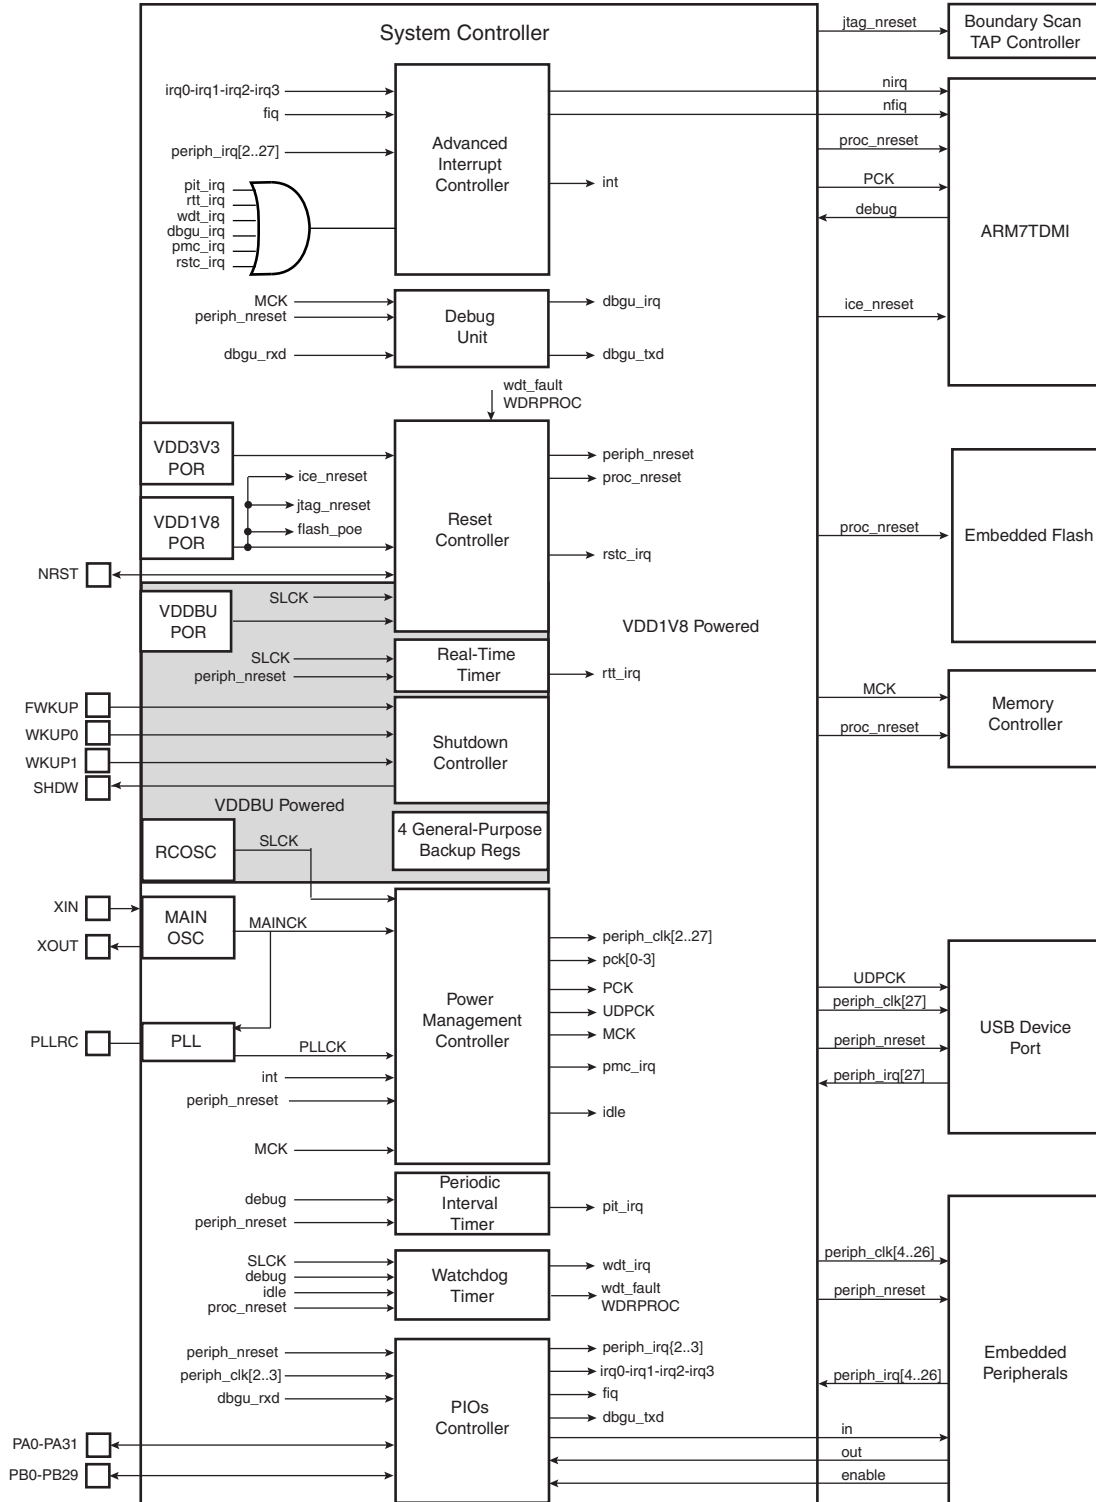 System Controller
jtag_nreset
Boundary Scan
TAP Controller
irq0-irq1-irq2-irq3
fiq
periph_irq[2..27]
pit_irq
rtt_irq
wdt_irq
dbgu_irq
pmc_irq
rstc_irq
Advanced
Interrupt
Controller
int
nirq
nfiq
proc_nreset
PCK
debug
ice_nreset
ARM7TDMI
MCK
periph_nreset
dbgu_rxd
Debug
Unit
dbgu_irq
dbgu_txd
wdt_fault
WDRPROC
VDD3V3
POR
VDD1V8
POR
ice_nreset
jtag_nreset
flash_poe
Reset
Controller
periph_nreset
proc_nreset
rstc_irq
proc_nreset
Embedded Flash
NRST
VDDBU
POR
SLCK
VDD1V8 Powered
SLCK
periph_nreset
Real-Time
Timer
rtt_irq
FWKUP
WKUP0
WKUP1
SHDW
Shutdown
Controller
MCK
proc_nreset
Memory
Controller
VDDBU Powered
RCOSC
SLCK
4 General-Purpose
Backup Regs
XIN
XOUT
MAIN
OSC
MAINCK
PLLRC
PLL
PLLCK
int
periph_nreset
MCK
Power
Management
Controller
periph_clk[2..27]
pck[0-3]
PCK
UDPCK
MCK
pmc_irq
idle
UDPCK
periph_clk[27]
periph_nreset
periph_irq[27]
USB Device
Port
debug
periph_nreset
Periodic
Interval
Timer
pit_irq
SLCK
debug
idle
proc_nreset
Watchdog
Timer
wdt_irq
wdt_fault
WDRPROC
periph_clk[4..26]
periph_nreset
periph_irq[4..26]
in
out
enable
Embedded
Peripherals
periph_nreset
periph_clk[2..3]
dbgu_rxd
PIOs
Controller
periph_irq{2..3]
irq0-irq1-irq2-irq3
fiq
dbgu_txd
PA0-PA31
PB0-PB29